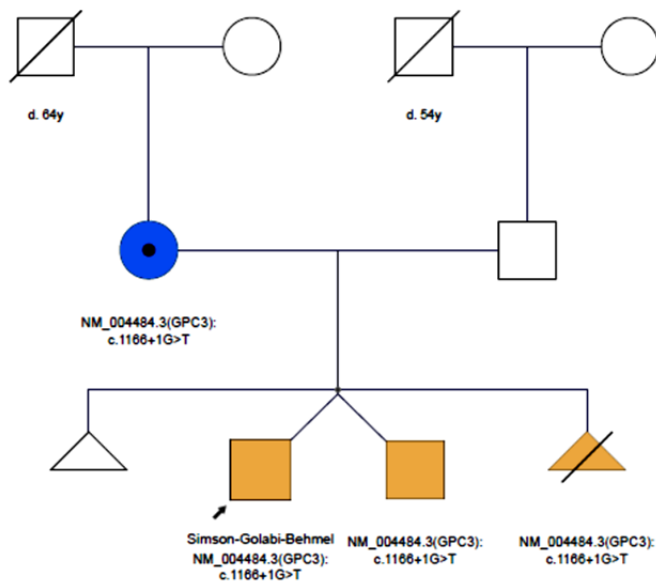 d. 64y
d. 54y
NM_004484.3(GPC3):
c.1166+1G>T
Simson-Golabi-Behmel
NM_004484.3(GPC3):
c.1166+1G>T
NM_004484.3(GPC3):
c.1166+1G>T
NM_004484.3(GPC3):
c.1166+1G>T